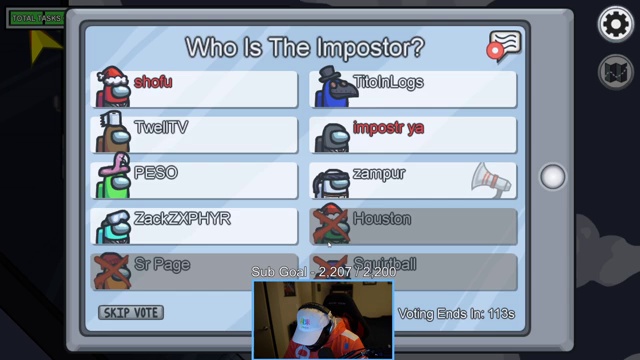 TOTAL TASKS
Who Is The Impostor?
shofu
TitoInLogs
TwellTV
impostr ya
PESO
zampur
ZackZXPHYR
Houston
Sr Page
Squirtball
Sub Goal - 2,207 / 2,200
SKIP VOTE
Voting Ends In: 113s